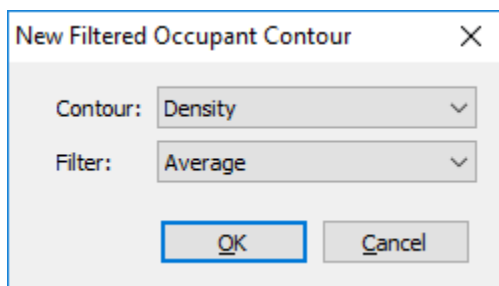 New Filtered Occupant Contour
Contour: Density
Filter: Average
OK Cancel